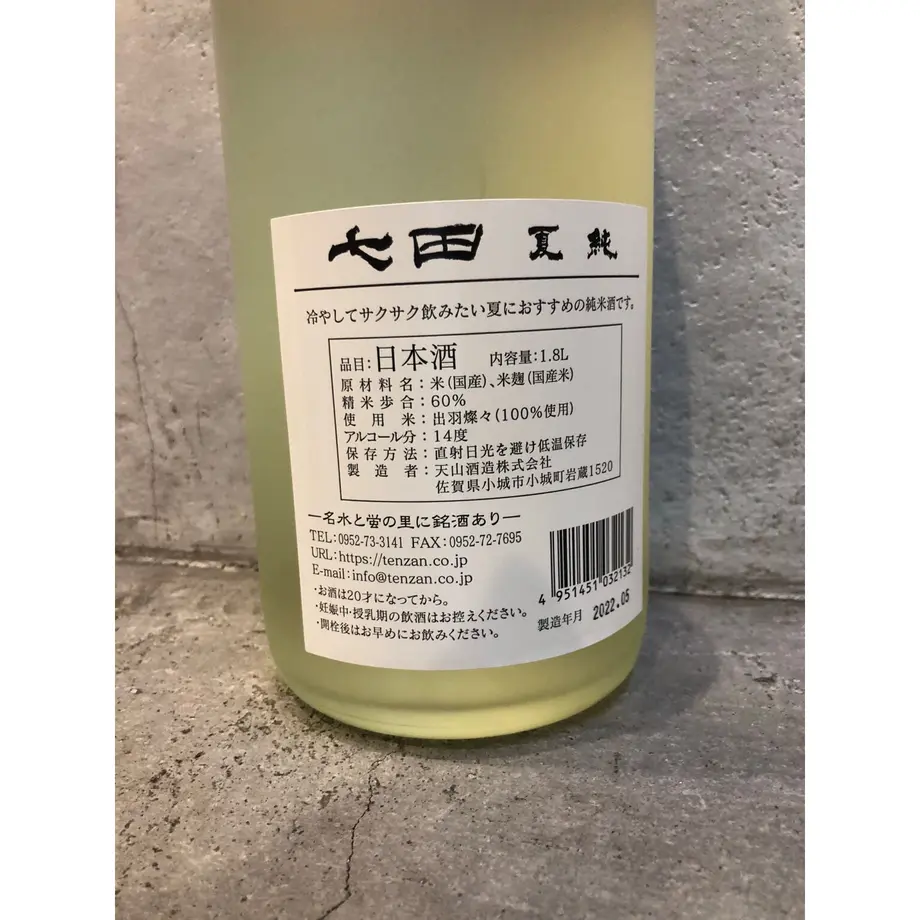 七田 夏純
冷やしてサクサク飲みたい夏におすすめの純米酒です。
品目:日本酒 内容量:1.8L
原材料名:米(国産)、米麹(国産米)
精米歩合:60%
使用米:出羽燦々(100%使用)
アルコール分:14度
保存方法:直射日光を避け低温保存
製造者:天山酒造株式会社
佐賀県小城市小城町岩蔵1520
―名水と蛍の里に銘酒あり―
TEL:0952-73-3141 FAX:0952-72-7695
URL:https://tenzan.co.jp
E-mail:info@tenzan.co.jp
・お酒は20才になってから。
・妊娠中・授乳期の飲酒はお控えください。
・開栓後はお早めにお飲みください。
4 951451 032132
製造年月 2022.05